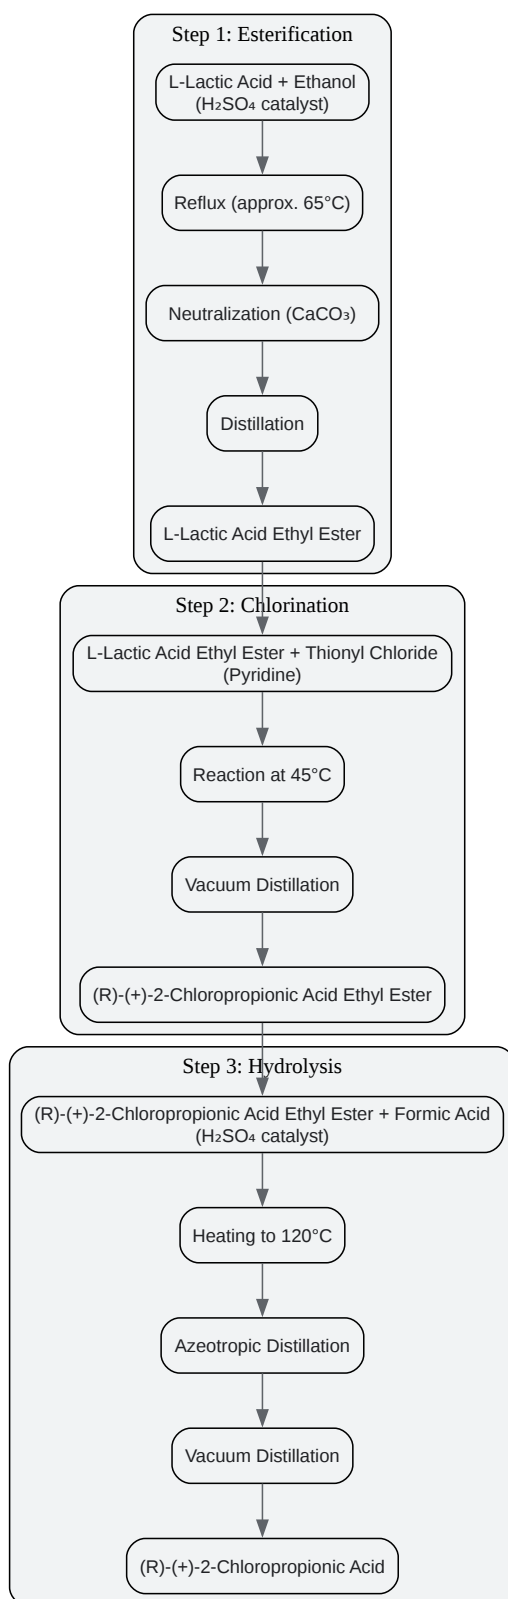 Step 1: Esterification
L-Lactic Acid + Ethanol
(H₂SO₄ catalyst)
Reflux (approx. 65°C)
Neutralization (CaCO₃)
Distillation
L-Lactic Acid Ethyl Ester
Step 2: Chlorination
L-Lactic Acid Ethyl Ester + Thionyl Chloride
(Pyridine)
Reaction at 45°C
Vacuum Distillation
(R)-(+)-2-Chloropropionic Acid Ethyl Ester
Step 3: Hydrolysis
(R)-(+)-2-Chloropropionic Acid Ethyl Ester + Formic Acid
(H₂SO₄ catalyst)
Heating to 120°C
Azeotropic Distillation
Vacuum Distillation
(R)-(+)-2-Chloropropionic Acid